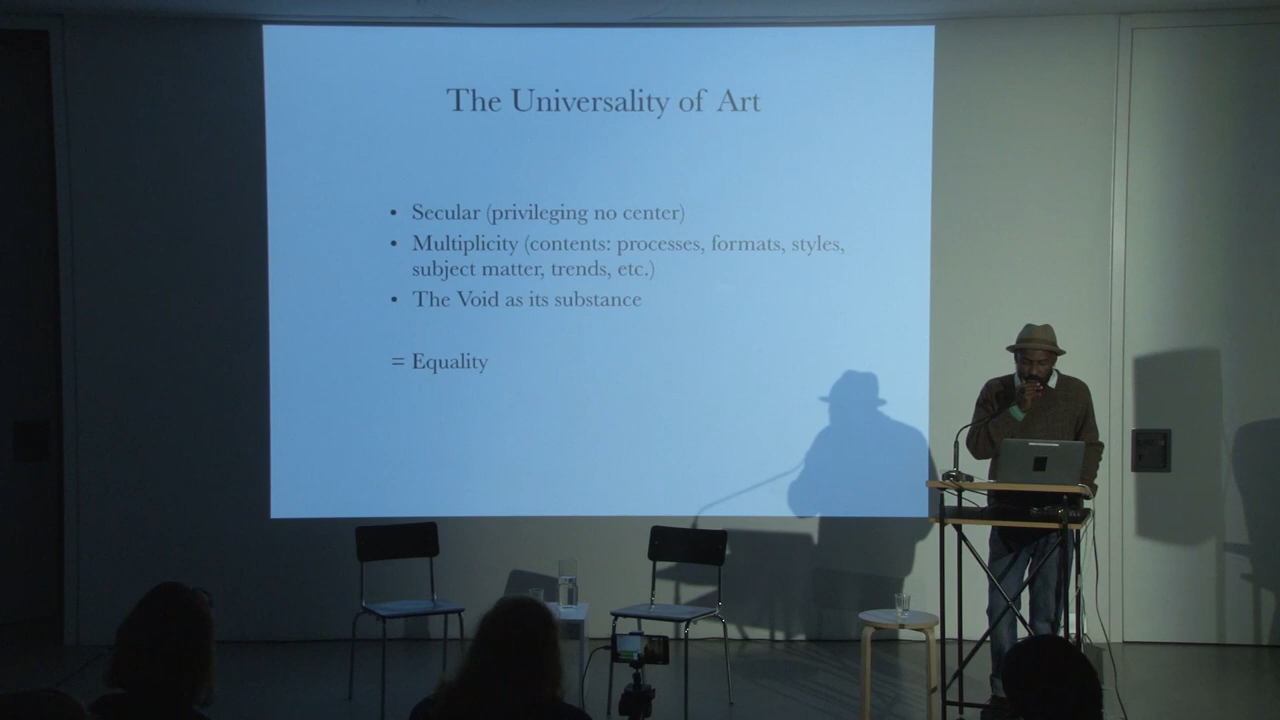 The Universality of Art
• Secular (privileging no center)
• Multiplicity (contents: processes, formats, styles,
subject matter, trends, etc.)
• The Void as its substance
= Equality